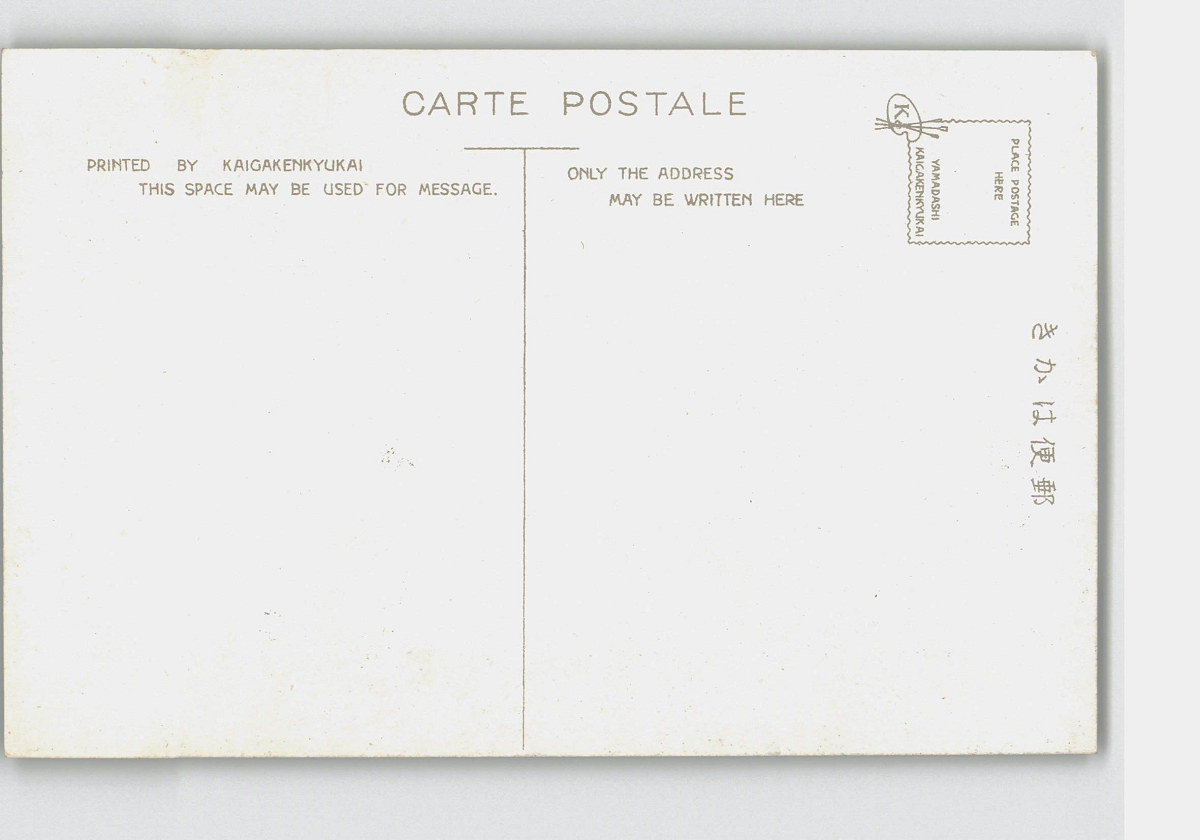 CARTE POSTALE
PRINTED BY KAIGAKENKYUKAI
THIS SPACE MAY BE USED FOR MESSAGE.
ONLY THE ADDRESS
MAY BE WRITTEN HERE
K
PLACE POSTAGE
HERE
YAMADASHI
KAIGAKENKYUKAI
きかは便郵